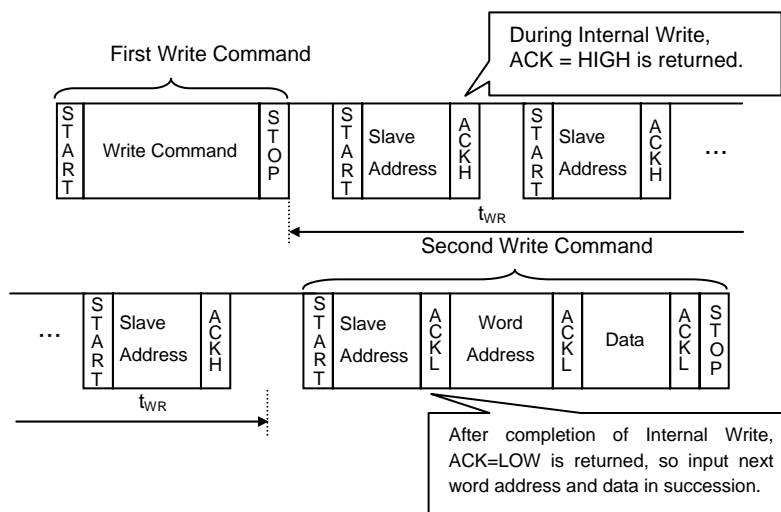 During Internal Write,
ACK = HIGH is returned.
First Write Command
START
Write Command
STOP
START
Slave
Address
ACKH
START
Slave
Address
ACKH
...
tWR
Second Write Command
...
START
Slave
Address
ACKH
START
Slave
Address
ACKL
Word
Address
ACKL
Data
ACKL
STOP
tWR
After completion of Internal Write,
ACK=LOW is returned, so input next
word address and data in succession.